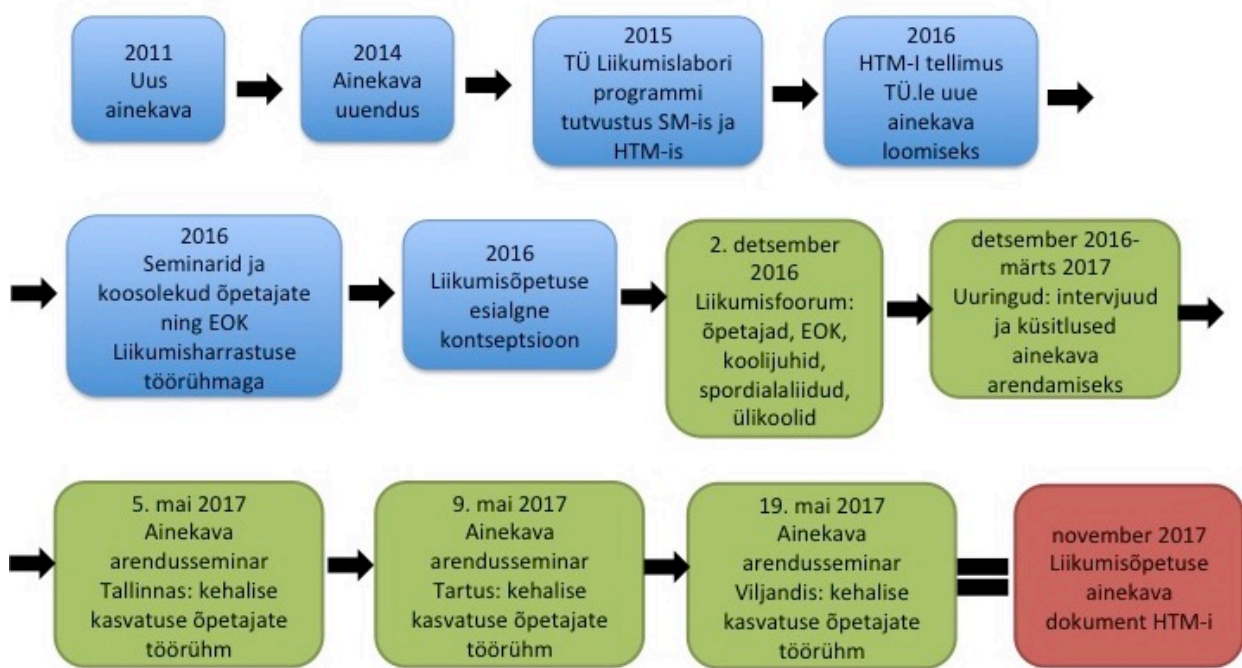 2011
Uus
ainekava
2014
Ainekava
uuendus
2015
TÜ Liikumislabori
programmi
tutvustus SM-is ja
HTM-is
2016
HTM-I tellimus
TÜ.le uue
ainekava
loomiseks
2016
Seminarid ja
koosolekud õpetajate
ning EOK
Liikumisharrastuse
töörühmaga
2016
Liikumisõpetuse
esialgne
kontseptsioon
2. detsember
2016
Liikumisfoorum:
õpetajad, EOK,
koolijuhid,
spordialaliidud,
ülikoolid
detsember 2016-
märts 2017
Uuringud: intervjuud
ja küsitlused
ainekava
arendamiseks
5. mai 2017
Ainekava
arendusseminar
Tallinnas: kehalise
kasvatuse õpetajate
töörühm
9. mai 2017
Ainekava
arendusseminar
Tartus: kehalise
kasvatuse õpetajate
töörühm
19. mai 2017
Ainekava
arendusseminar
Viljandis: kehalise
kasvatuse õpetajate
töörühm
november 2017
Liikumisõpetuse
ainekava
dokument HTM-i